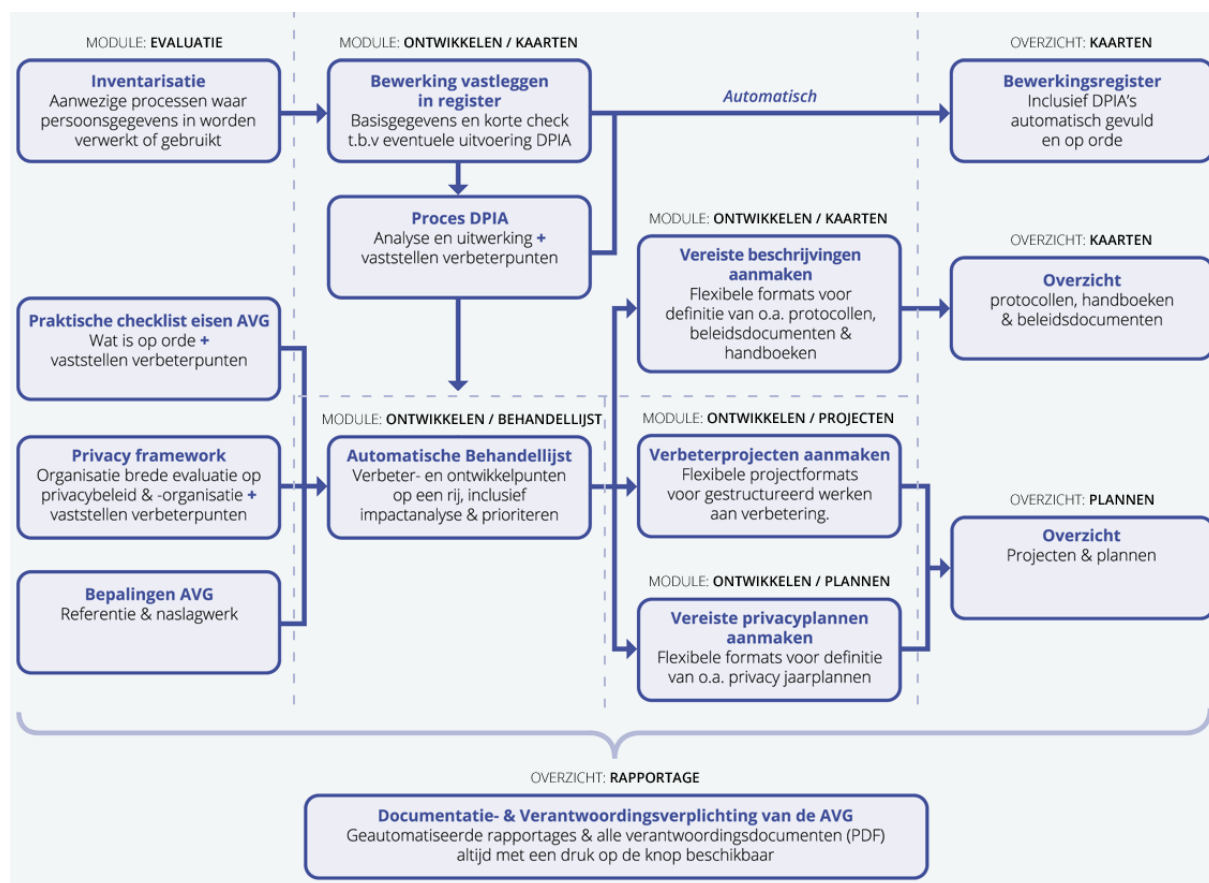 MODULE: EVALUATIE
Inventarisatie
Aanwezige processen waar
persoonsgegevens in worden
verwerkt of gebruikt
MODULE: ONTWIKKELEN / KAARTEN
Bewerking vastleggen
in register
Basisgegevens en korte check
t.b.v eventuele uitvoering DPIA
Automatisch
OVERZICHT: KAARTEN
Bewerkingsregister
Inclusief DPIA's
automatisch gevuld
en op orde
Proces DPIA
Analyse en uitwerking +
vaststellen verbeterpunten
MODULE: ONTWIKKELEN / KAARTEN
Vereiste beschrijvingen
aanmaken
Flexibele formats voor
definitie van o.a. protocollen,
beleidsdocumenten &
handboeken
OVERZICHT: KAARTEN
Overzicht
protocollen, handboeken
& beleidsdocumenten
Praktische checklist eisen AVG
Wat is op orde +
vaststellen verbeterpunten
Privacy framework
Organisatie brede evaluatie op
privacybeleid & -organisatie +
vaststellen verbeterpunten
Bepalingen AVG
Referentie & naslagwerk
MODULE: ONTWIKKELEN / BEHANDELLIJST
Automatische Behandellijst
Verbeter- en ontwikkelpunten
op een rij, inclusief
impactanalyse & prioriteren
MODULE: ONTWIKKELEN / PROJECTEN
Verbeterprojecten aanmaken
Flexibele projectformats
voor gestructureerd werken
aan verbetering.
MODULE: ONTWIKKELEN / PLANNEN
Vereiste privacyplannen
aanmaken
Flexibele formats voor definitie
van o.a. privacy jaarplannen
OVERZICHT: PLANNEN
Overzicht
Projecten & plannen
OVERZICHT: RAPPORTAGE
Documentatie- & Verantwoordingsverplichting van de AVG
Geautomatiseerde rapportages & alle verantwoordingsdocumenten (PDF)
altijd met een druk op de knop beschikbaar